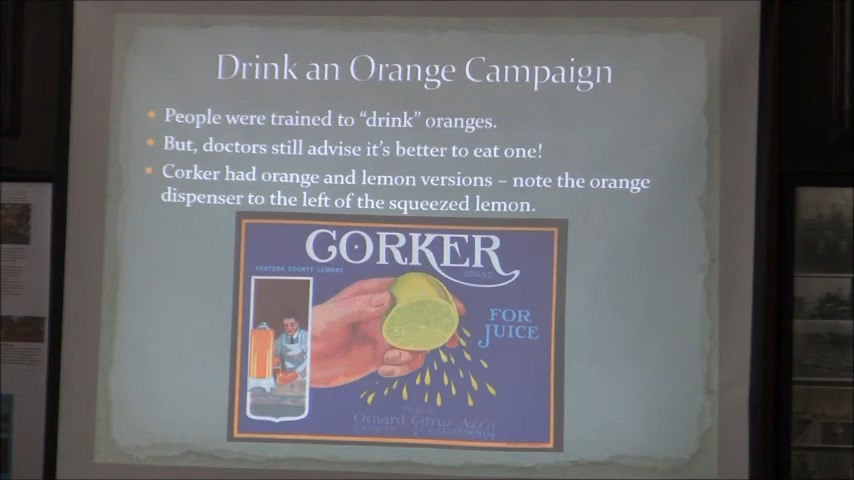 Drink an Orange Campaign
People were trained to “drink” oranges.
But, doctors still advise it’s better to eat one!
Corker had orange and lemon versions – note the orange
dispenser to the left of the squeezed lemon.
CORKER
BRAND
VENTURA COUNTY LEMONS
FOR
JUICE
Oxnard Citrus Ass'n